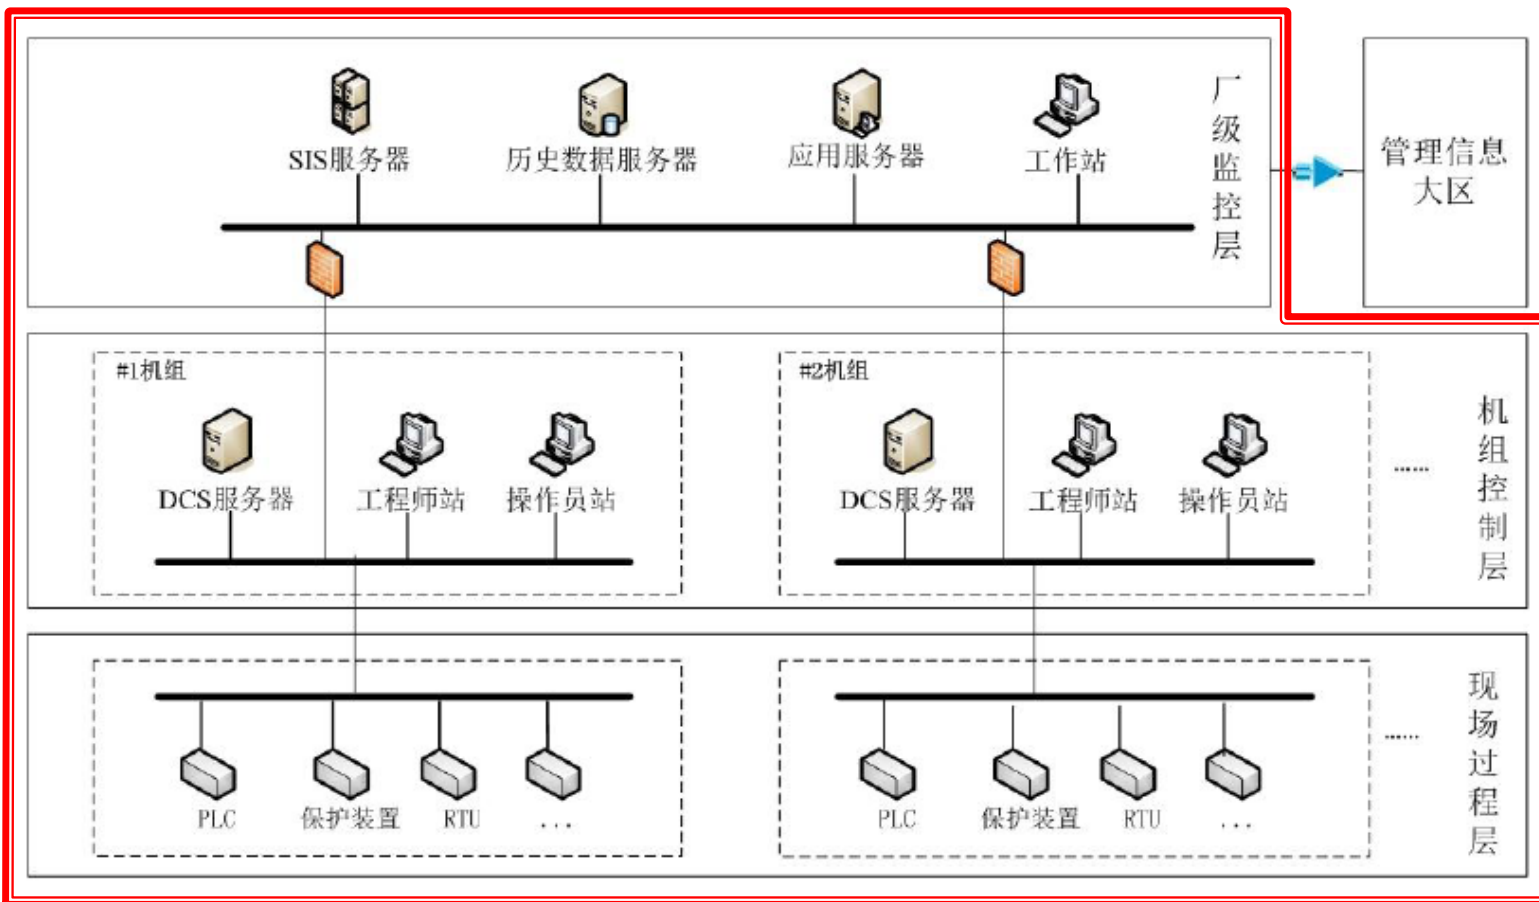 SIS服务器
历史数据服务器
应用服务器
工作站
厂级监控层
管理信息
大区
#1机组
DCS服务器
工程师站
操作员站
#2机组
DCS服务器
工程师站
操作员站
……
机组控制层
PLC
保护装置
RTU
...
PLC
保护装置
RTU
...
……
现场过程层